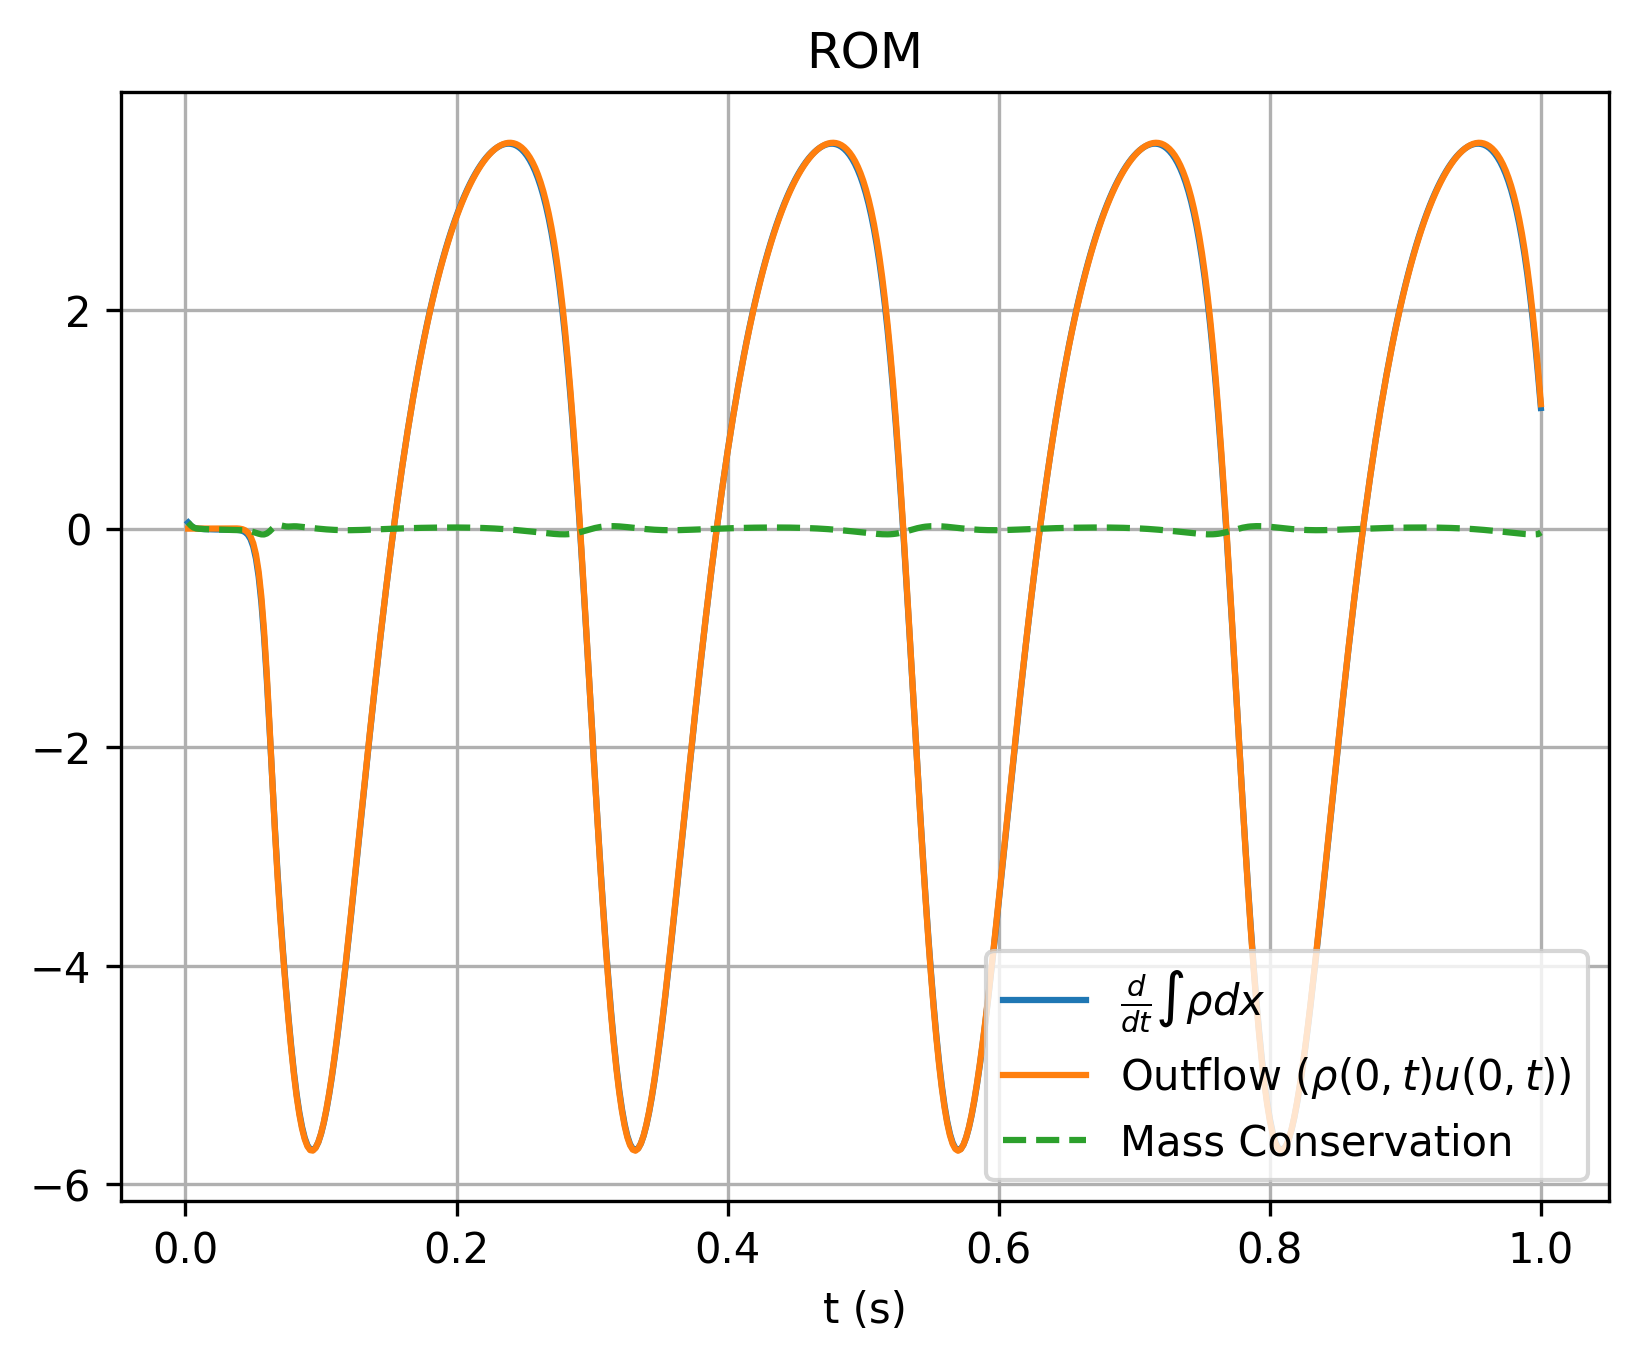 ROM
2
0
−2
−4
−6
0.0 0.2 0.4 0.6 0.8 1.0
t (s)
d/dt ∫ρdx
Outflow (ρ(0, t)u(0, t))
Mass Conservation